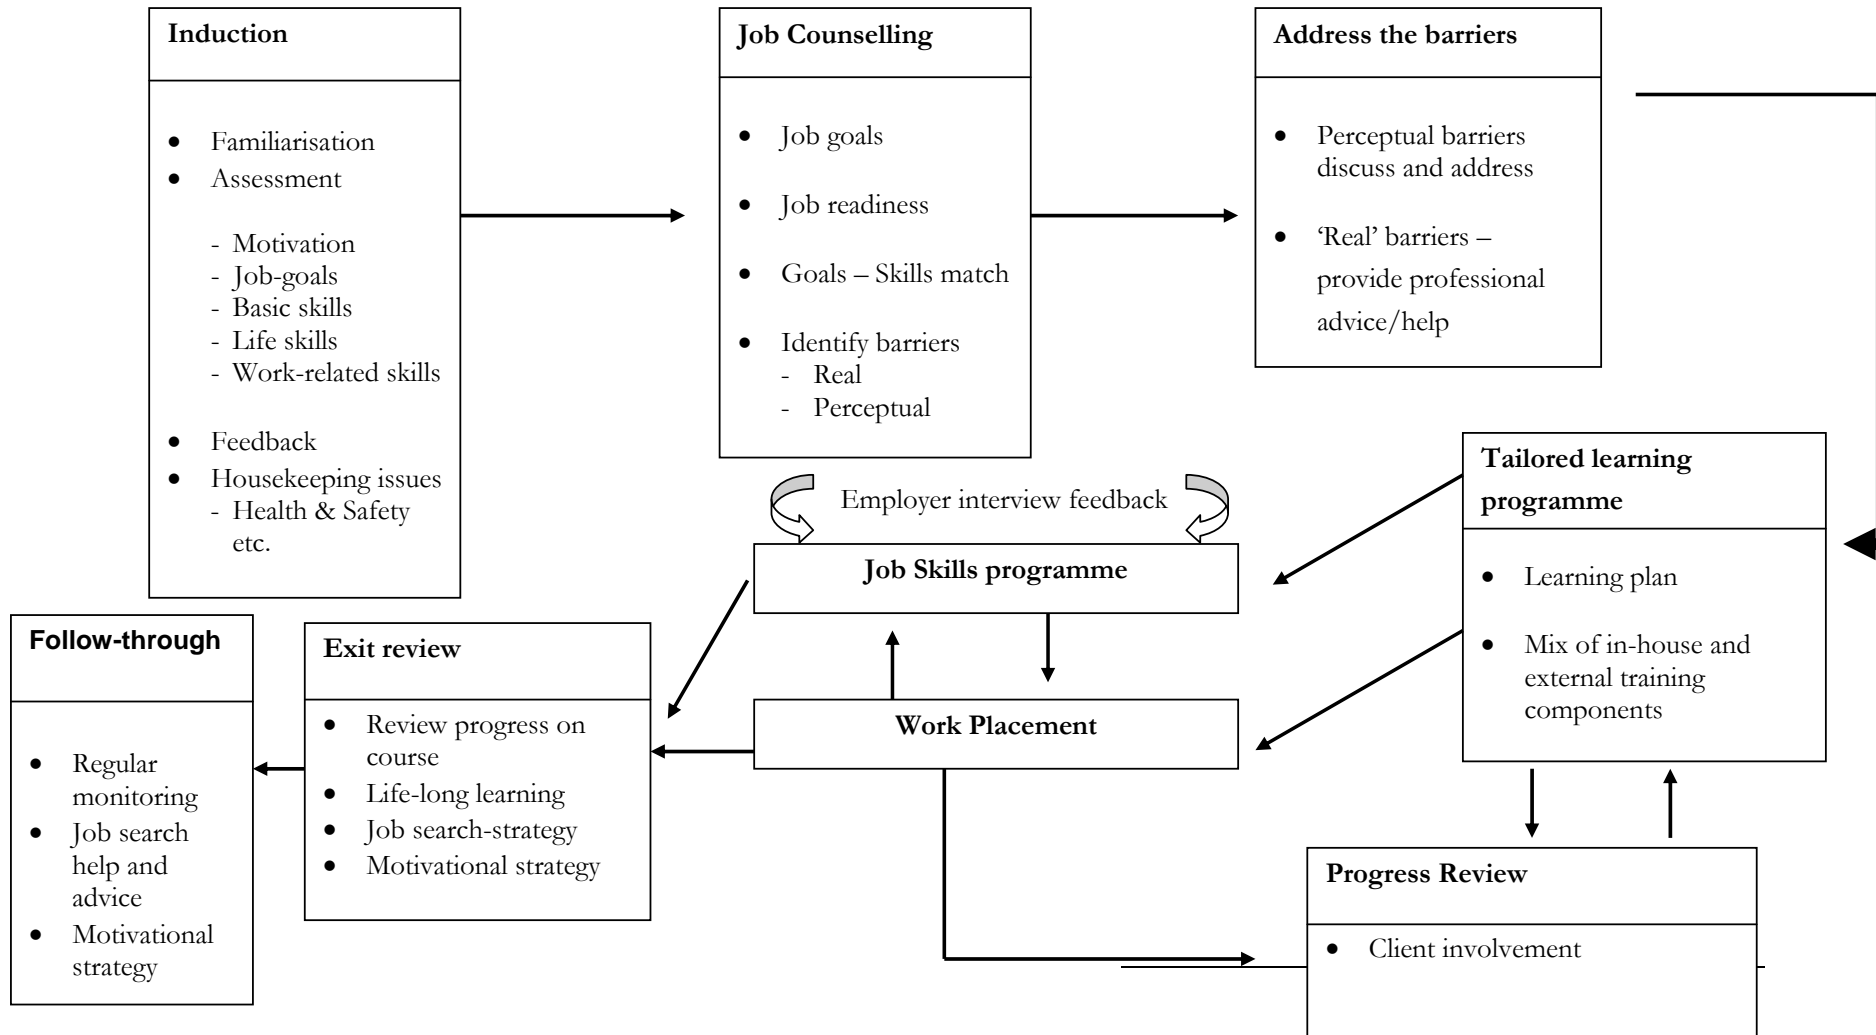 Induction
• Familiarisation
• Assessment
- Motivation
- Job-goals
- Basic skills
- Life skills
- Work-related skills
• Feedback
• Housekeeping issues
- Health & Safety
etc.
Job Counselling
• Job goals
• Job readiness
• Goals – Skills match
• Identify barriers
- Real
- Perceptual
Address the barriers
• Perceptual barriers
discuss and address
• ‘Real’ barriers –
provide professional
advice/help
Tailored learning
programme
• Learning plan
• Mix of in-house and
external training
components
Employer interview feedback
Job Skills programme
Work Placement
Progress Review
• Client involvement
Exit review
• Review progress on
course
• Life-long learning
• Job search-strategy
• Motivational strategy
Follow-through
• Regular
monitoring
• Job search
help and
advice
• Motivational
strategy